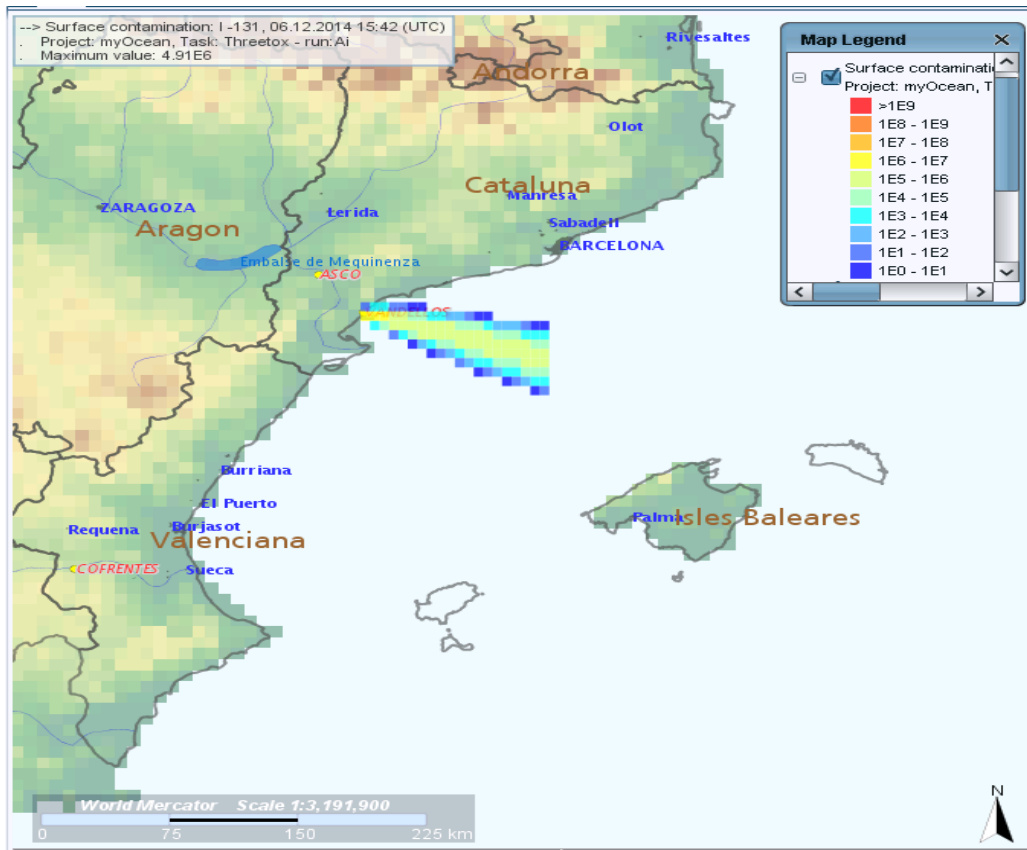 --> Surface contamination: I -131, 06.12.2014 15:42 (UTC)
. Project: myOcean, Task: Threetox - run:Ai
. Maximum value: 4.91E6
Map Legend
Surface contaminati
Project: myOcean, T
>1E9
1E8 - 1E9
1E7 - 1E8
1E6 - 1E7
1E5 - 1E6
1E4 - 1E5
1E3 - 1E4
1E2 - 1E3
1E1 - 1E2
1E0 - 1E1
Rivesaltes
Andorra
Olot
Cataluna
Manresa
ZARAGOZA
Lerida
Aragon
Sabadell
BARCELONA
Embalse de Mequinenza
ASCO
VANDELLOS
Burriana
El Puerto
Requena
Burjasot
Valenciana
Palma
Isles Baleares
COFRENTES
Sueca
World Mercator Scale 1:3,191,900
0 75 150 225 km
N